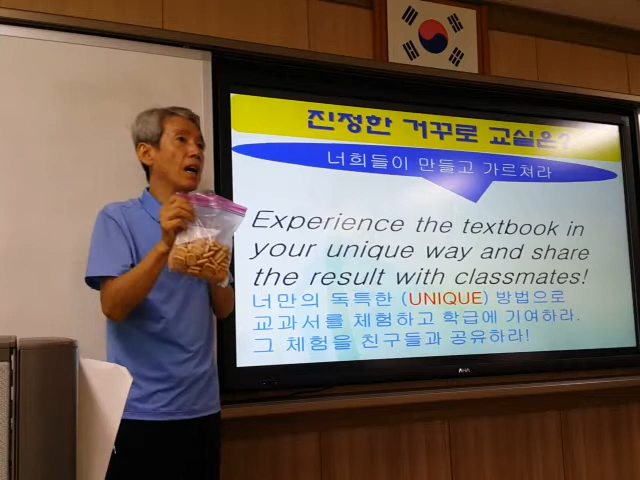 진정한 거꾸로 교실은?
너희들이 만들고 가르쳐라
Experience the textbook in
your unique way and share
the result with classmates!
너만의 독특한 (UNIQUE) 방법으로
교과서를 체험하고 학급에 기여하라.
그 체험을 친구들과 공유하라!